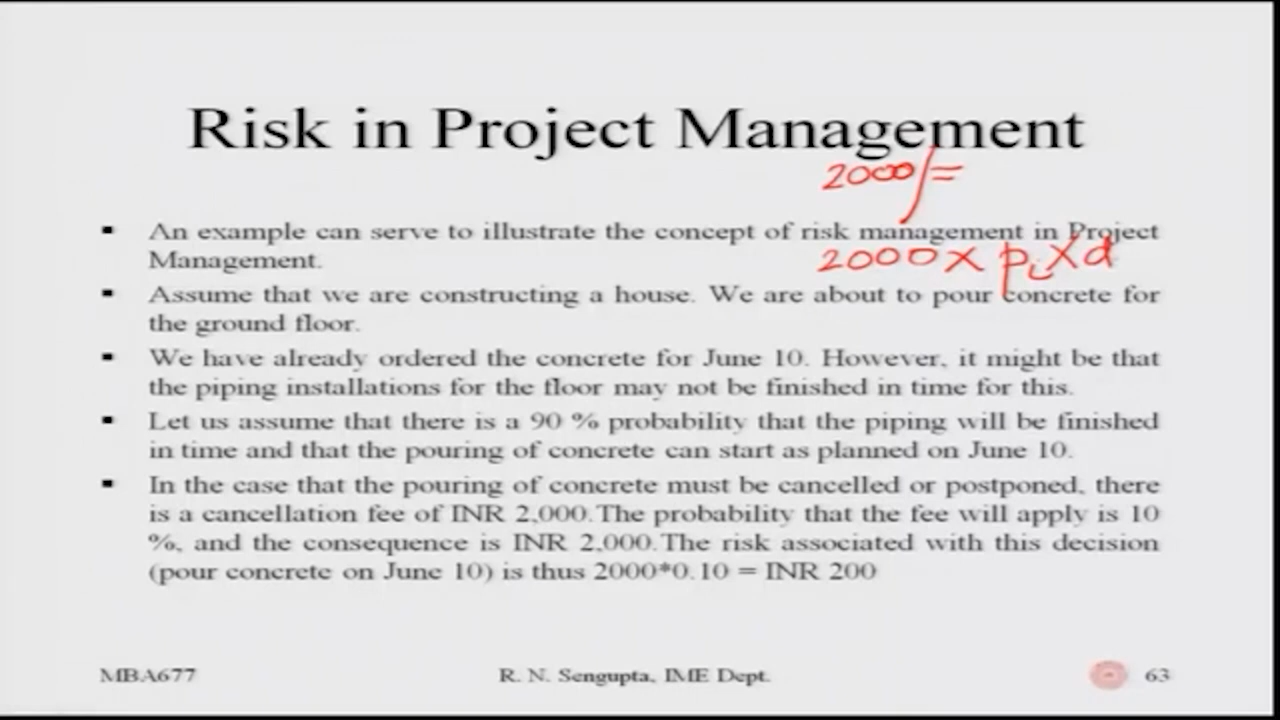 Risk in Project Management
2000/=
▪ An example can serve to illustrate the concept of risk management in Project
Management.
2000 × pᵢ × d
▪ Assume that we are constructing a house. We are about to pour concrete for
the ground floor.
▪ We have already ordered the concrete for June 10. However, it might be that
the piping installations for the floor may not be finished in time for this.
▪ Let us assume that there is a 90 % probability that the piping will be finished
in time and that the pouring of concrete can start as planned on June 10.
▪ In the case that the pouring of concrete must be cancelled or postponed, there
is a cancellation fee of INR 2,000. The probability that the fee will apply is 10
%, and the consequence is INR 2,000. The risk associated with this decision
(pour concrete on June 10) is thus 2000*0.10 = INR 200
MBA677 R. N. Sengupta, IME Dept. 63